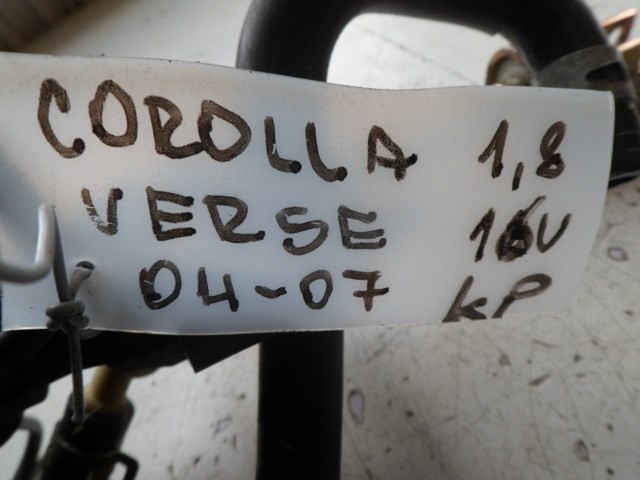 COROLLA 1,8
VERSE 16V
04-07 KP